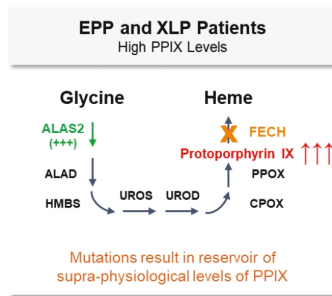 EPP and XLP Patients
High PPIX Levels
Glycine
Heme
ALAS2
(+++)
FECH
Protoporphyrin IX
ALAD
PPOX
UROS
UROD
HMBS
CPOX
Mutations result in reservoir of
supra-physiological levels of PPIX